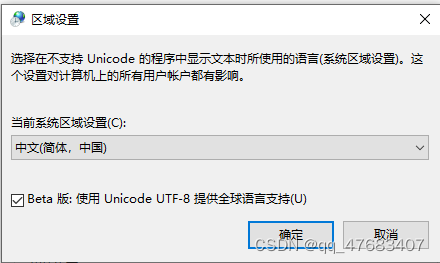 区域设置
选择在不支持 Unicode 的程序中显示文本时所使用的语言(系统区域设置)。这
个设置对计算机上的所有用户帐户都有影响。
当前系统区域设置(C):
中文(简体，中国)
Beta 版: 使用 Unicode UTF-8 提供全球语言支持(U)
确定 取消
CSDN @qq_47683407